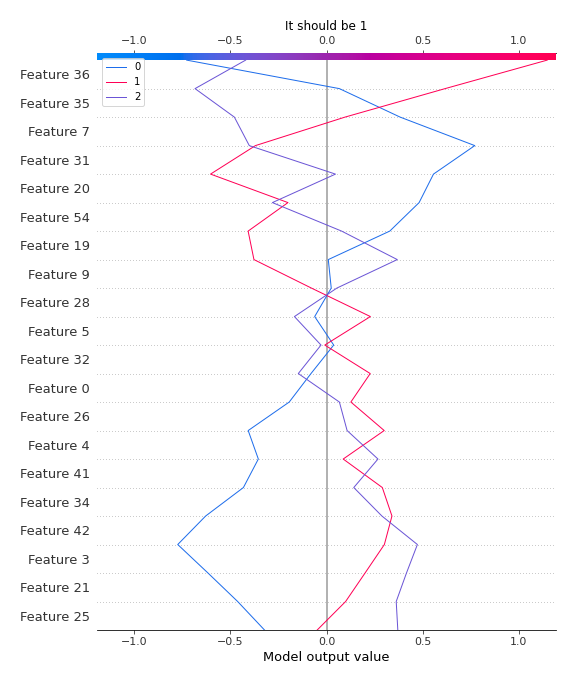 It should be 1
−1.0 −0.5 0.0 0.5 1.0
0
1
2
Feature 36
Feature 35
Feature 7
Feature 31
Feature 20
Feature 54
Feature 19
Feature 9
Feature 28
Feature 5
Feature 32
Feature 0
Feature 26
Feature 4
Feature 41
Feature 34
Feature 42
Feature 3
Feature 21
Feature 25
−1.0 −0.5 0.0 0.5 1.0
Model output value